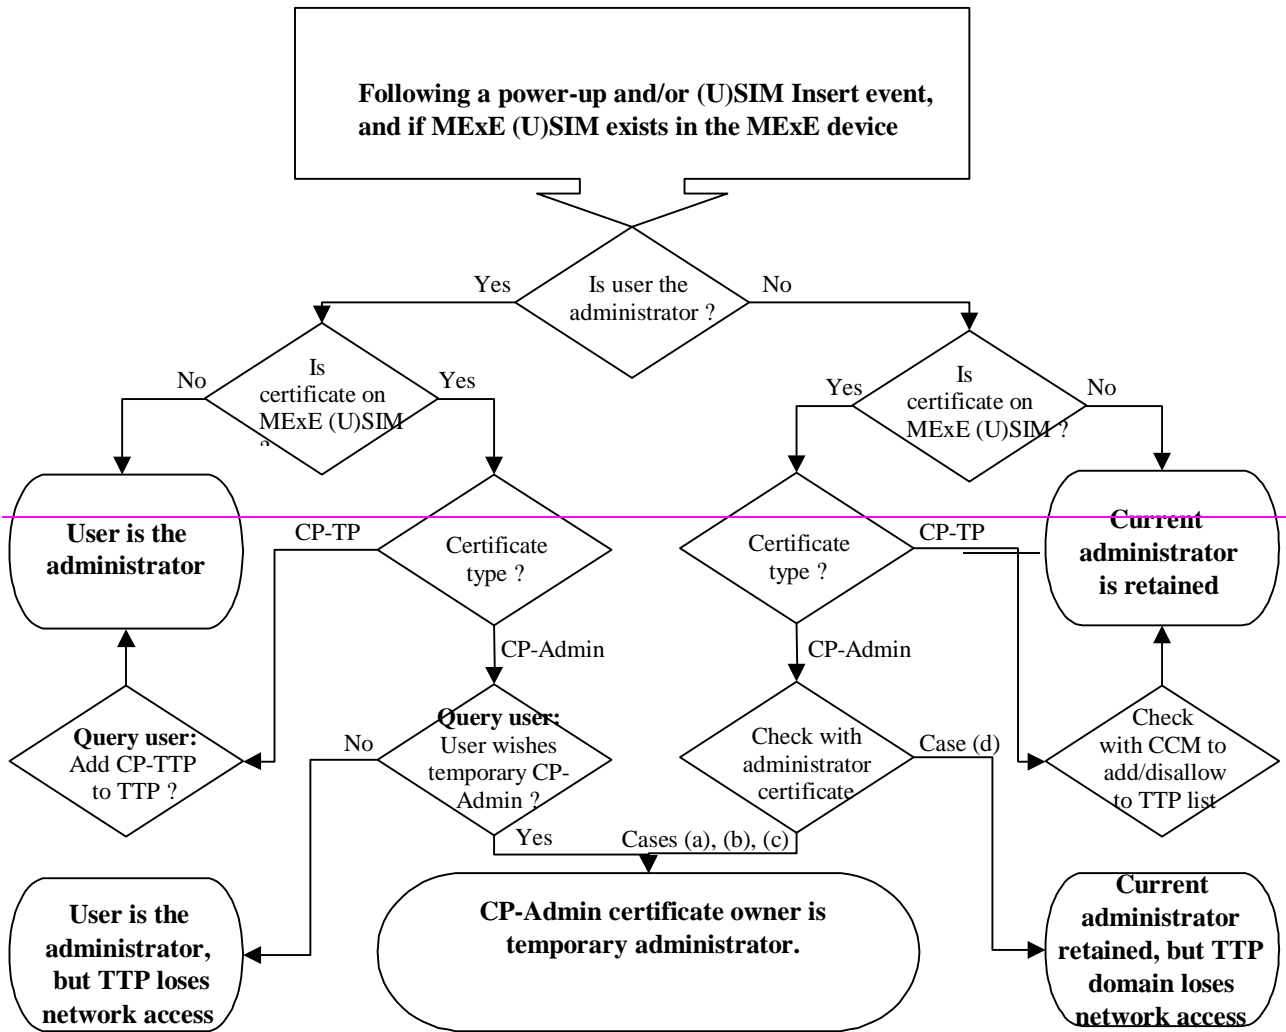 Following a power-up and/or (U)SIM Insert event,
and if MExE (U)SIM exists in the MExE device
Yes
Is user the
administrator ?
No
No
Is
certificate on
MExE (U)SIM
?
Yes
Yes
Is
certificate on
MExE (U)SIM ?
No
User is the
administrator
CP-TP
Certificate
type ?
Certificate
type ?
CP-TP
Current
administrator
is retained
CP-Admin
CP-Admin
Query user:
Add CP-TTP
to TTP ?
No
Query user:
User wishes
temporary CP-
Admin ?
Check with
administrator
certificate
Case (d)
Check
with CCM to
add/disallow
to TTP list
Yes
Cases (a), (b), (c)
User is the
administrator,
but TTP loses
network access
CP-Admin certificate owner is
temporary administrator.
Current
administrator
retained, but TTP
domain loses
network access